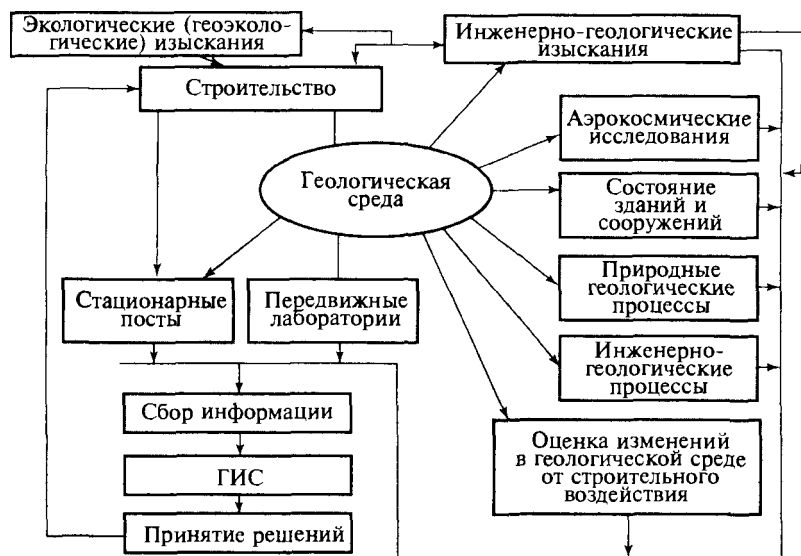 Экологические (геоэколо-
гические) изыскания
Инженерно-геологические
изыскания
Строительство
Аэрокосмические
исследования
Геологическая
среда
Состояние
зданий и
сооружений
Стационарные
посты
Передвижные
лаборатории
Природные
геологические
процессы
Инженерно-
геологические
процессы
Сбор информации
ГИС
Принятие решений
Оценка изменений
в геологической среде
от строительного
воздействия